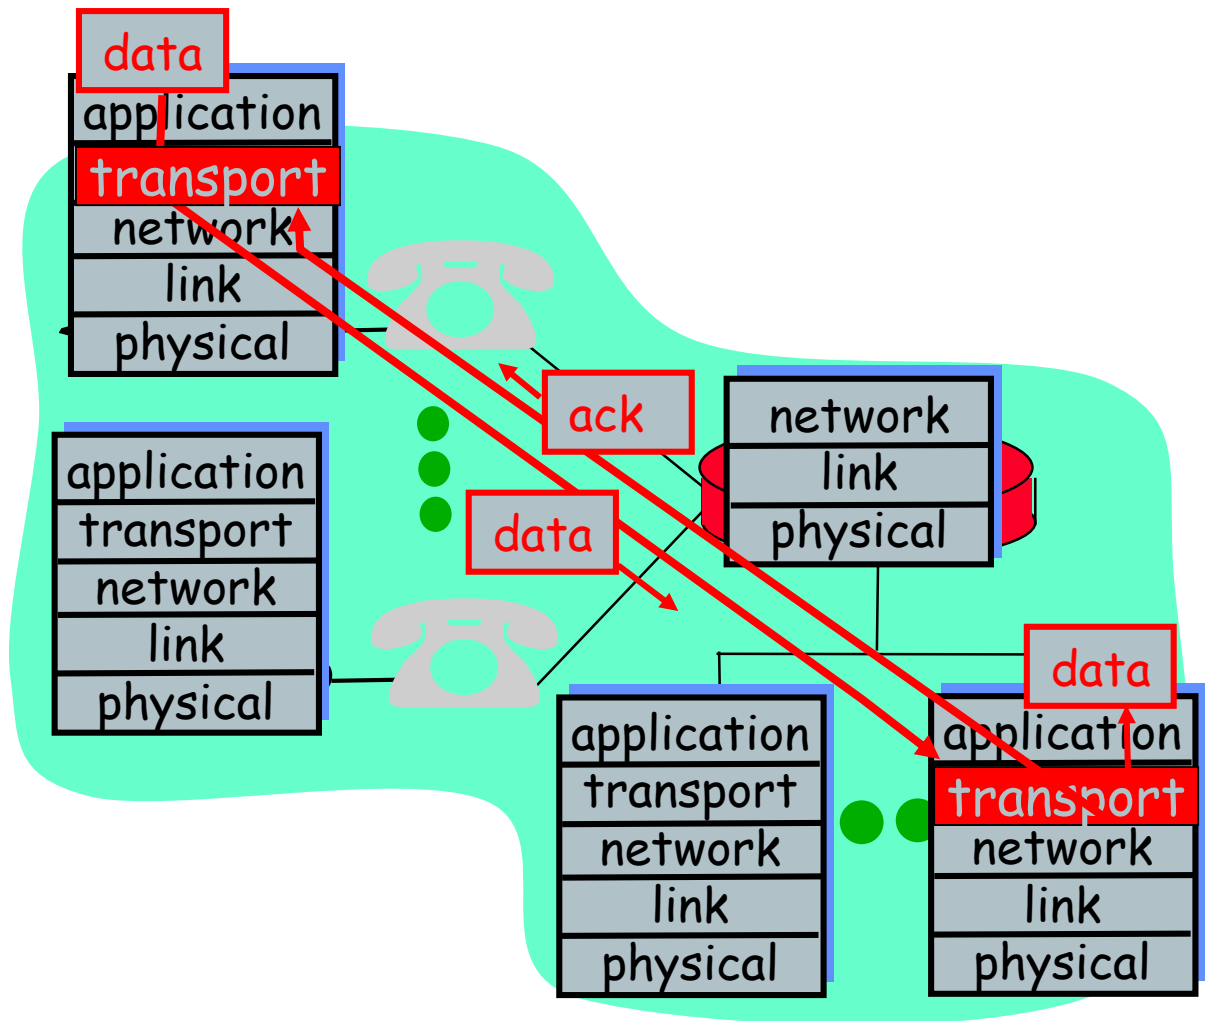 data
application
transport
network
link
physical
ack
network
link
physical
application
transport
network
link
physical
data
data
application
transport
network
link
physical
application
transport
network
link
physical